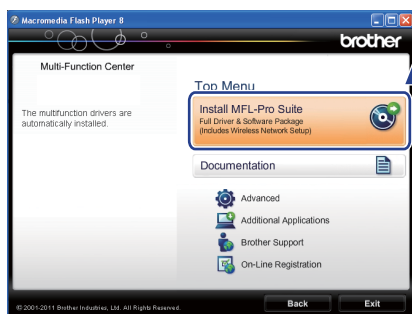 Macromedia Flash Player 8
brother
Multi-Function Center
The multifunction drivers are
automatically installed.
Top Menu
Install MFL-Pro Suite
Full Driver & Software Package
(Includes Wireless Network Setup)
Documentation
Advanced
Additional Applications
Brother Support
On-Line Registration
© 2001-2011 Brother Industries, Ltd. All Rights Reserved.
Back
Exit